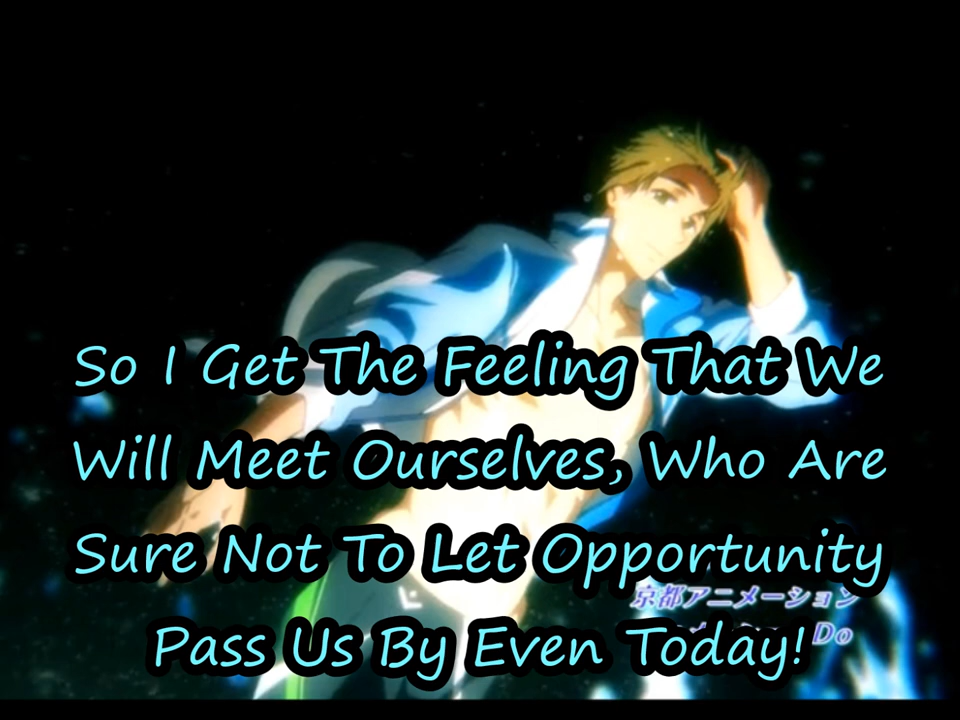 So I Get The Feeling That We
Will Meet Ourselves, Who Are
Sure Not To Let Opportunity
京都アニメーション
Pass Us By Even Today!
Do